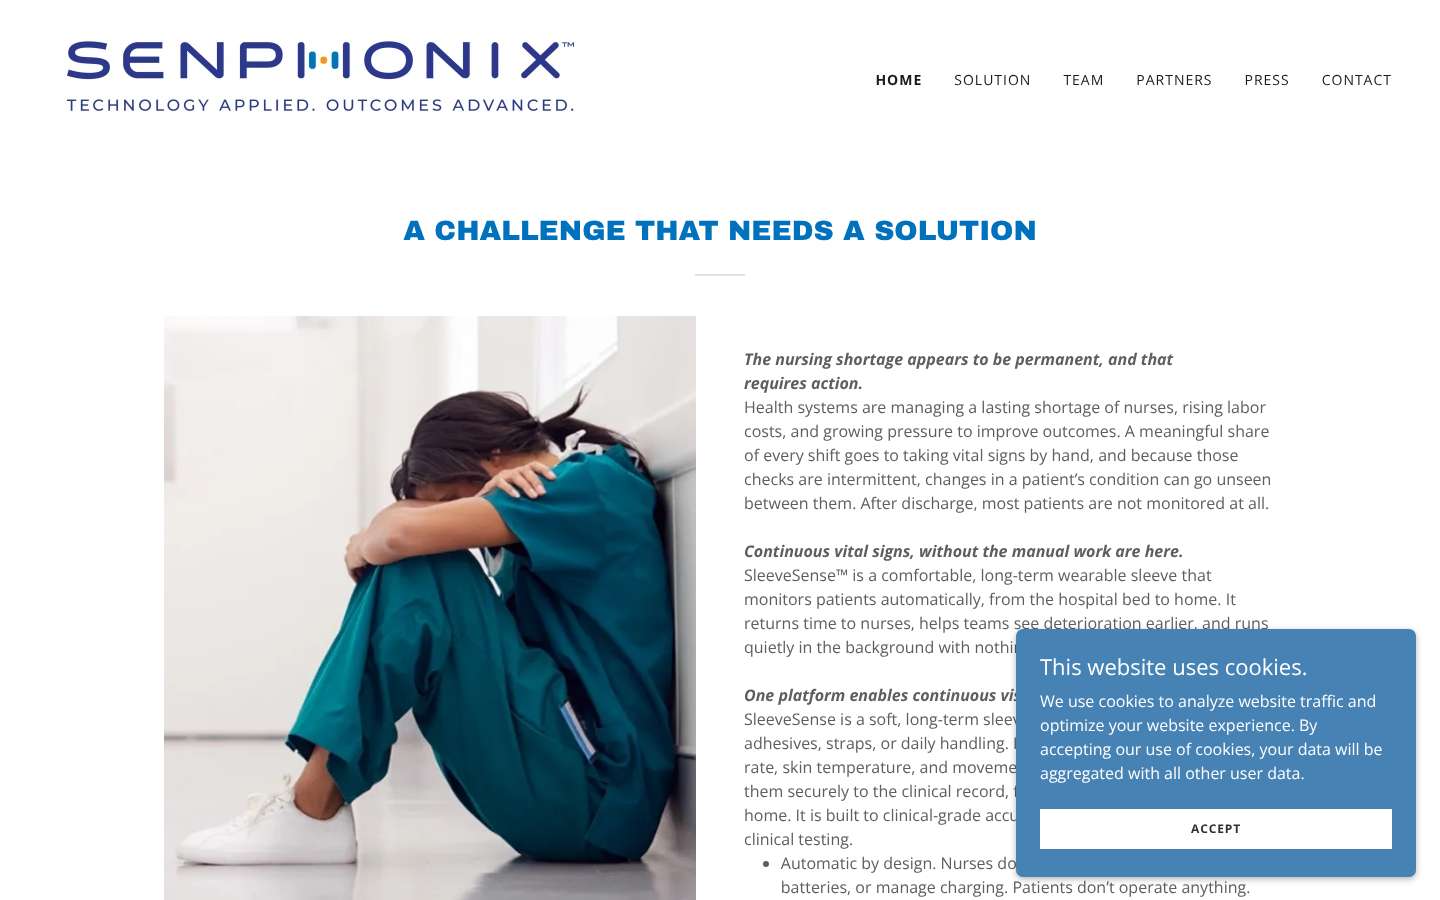 SENPHONIX™
TECHNOLOGY APPLIED. OUTCOMES ADVANCED.
HOME SOLUTION TEAM PARTNERS PRESS CONTACT
A CHALLENGE THAT NEEDS A SOLUTION
The nursing shortage appears to be permanent, and that
requires action.
Health systems are managing a lasting shortage of nurses, rising labor
costs, and growing pressure to improve outcomes. A meaningful share
of every shift goes to taking vital signs by hand, and because those
checks are intermittent, changes in a patient’s condition can go unseen
between them. After discharge, most patients are not monitored at all.
Continuous vital signs, without the manual work are here.
SleeveSense™ is a comfortable, long-term wearable sleeve that
monitors patients automatically, from the hospital bed to home. It
returns time to nurses, helps teams see deterioration earlier, and runs
quietly in the background with
One platform enables continuous
SleeveSense is a soft, long-term
adhesives, straps, or daily handling.
rate, skin temperature, and
them securely to the clinical record,
home. It is built to clinical-grade
clinical testing.
• Automatic by design. Nurses
batteries, or manage charging. Patients don’t operate anything.
This website uses cookies.
We use cookies to analyze website traffic and
optimize your website experience. By
accepting our use of cookies, your data will be
aggregated with all other user data.
ACCEPT